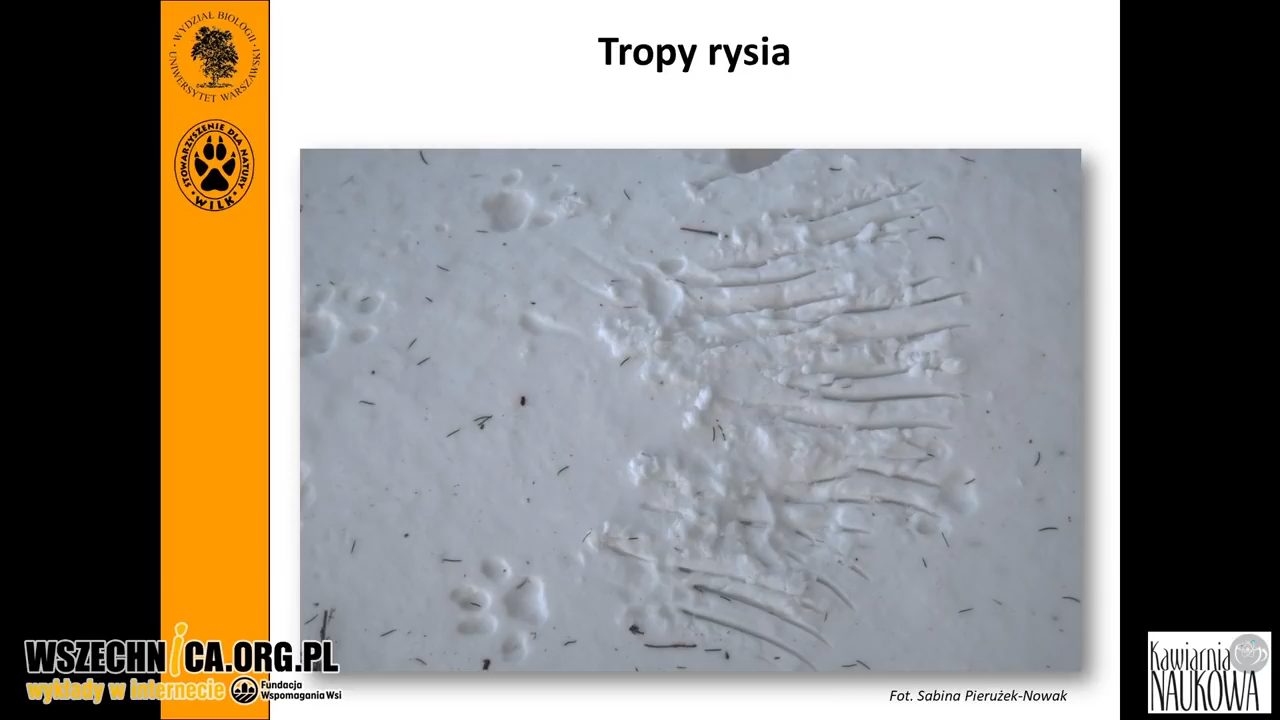 Tropy rysia
WYDZIAŁ BIOLOGII
UNIWERSYTET WARSZAWSKI
STOWARZYSZENIE DLA NATURY
WILK
WSZECHNiCA.ORG.PL
wykłady w internecie
Fundacja
Wspomagania Wsi
Fot. Sabina Pierużek-Nowak
Kawiarnia
NAUKOWA